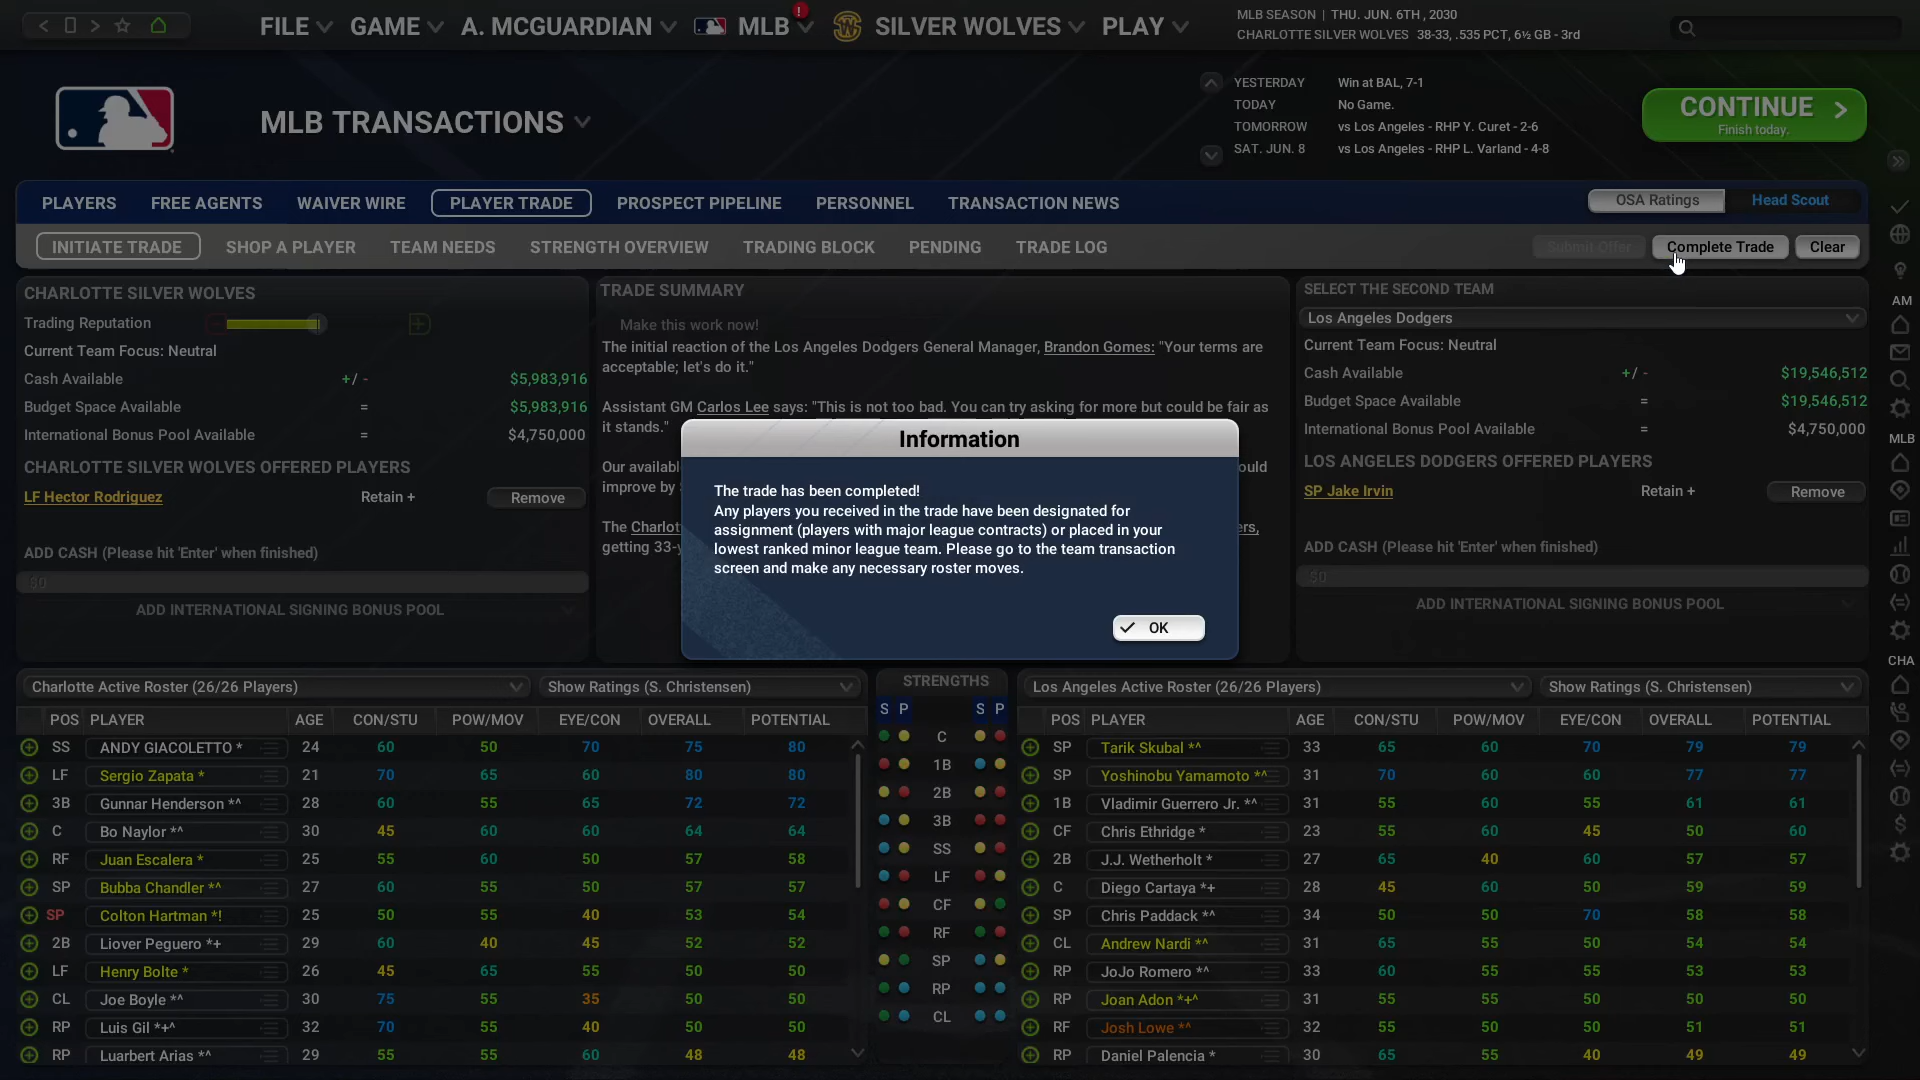 FILE GAME A. MCGUARDIAN MLB ! SILVER WOLVES PLAY
MLB SEASON | THU. JUN. 6TH , 2030
CHARLOTTE SILVER WOLVES 38-33, .535 PCT, 6½ GB - 3rd
MLB TRANSACTIONS
YESTERDAY Win at BAL, 7-1
TODAY No Game.
TOMORROW vs Los Angeles - RHP Y. Curet - 2-6
SAT. JUN. 8 vs Los Angeles - RHP L. Varland - 4-8
CONTINUE
Finish today.
PLAYERS FREE AGENTS WAIVER WIRE PLAYER TRADE PROSPECT PIPELINE PERSONNEL TRANSACTION NEWS OSA Ratings Head Scout
INITIATE TRADE SHOP A PLAYER TEAM NEEDS STRENGTH OVERVIEW TRADING BLOCK PENDING TRADE LOG Submit Offer Complete Trade Clear
CHARLOTTE SILVER WOLVES
Trading Reputation
Current Team Focus: Neutral
Cash Available + / - $5,983,916
Budget Space Available = $5,983,916
International Bonus Pool Available = $4,750,000
CHARLOTTE SILVER WOLVES OFFERED PLAYERS
LF Hector Rodriguez Retain + Remove
ADD CASH (Please hit 'Enter' when finished)
$0
ADD INTERNATIONAL SIGNING BONUS POOL
TRADE SUMMARY
Make this work now!
The initial reaction of the Los Angeles Dodgers General Manager, Brandon Gomes: "Your terms are
acceptable; let's do it."
Assistant GM Carlos Lee says: "This is not too bad. You can try asking for more but could be fair as
it stands."
Our availabl ould
improve by
The Charlot ers,
getting 33-y
Information
The trade has been completed!
Any players you received in the trade have been designated for
assignment (players with major league contracts) or placed in your
lowest ranked minor league team. Please go to the team transaction
screen and make any necessary roster moves.
OK
SELECT THE SECOND TEAM
Los Angeles Dodgers
Current Team Focus: Neutral
Cash Available + / - $19,546,512
Budget Space Available = $19,546,512
International Bonus Pool Available = $4,750,000
LOS ANGELES DODGERS OFFERED PLAYERS
SP Jake Irvin Retain + Remove
ADD CASH (Please hit 'Enter' when finished)
$0
ADD INTERNATIONAL SIGNING BONUS POOL
Charlotte Active Roster (26/26 Players) Show Ratings (S. Christensen)
POS PLAYER AGE CON/STU POW/MOV EYE/CON OVERALL POTENTIAL
SS ANDY GIACOLETTO * 24 60 50 70 75 80
LF Sergio Zapata * 21 70 65 60 80 80
3B Gunnar Henderson *^ 28 60 55 65 72 72
C Bo Naylor *^ 30 45 60 60 64 64
RF Juan Escalera * 25 55 60 50 57 58
SP Bubba Chandler *^ 27 60 55 50 57 57
SP Colton Hartman *! 25 50 55 40 53 54
2B Liover Peguero *+ 29 60 40 45 52 52
LF Henry Bolte * 26 45 65 55 50 50
CL Joe Boyle *^ 30 75 55 35 50 50
RP Luis Gil *+^ 32 70 55 40 50 50
RP Luarbert Arias *^ 29 55 55 60 48 48
STRENGTHS
S P S P
C
1B
2B
3B
SS
LF
CF
RF
SP
RP
CL
Los Angeles Active Roster (26/26 Players) Show Ratings (S. Christensen)
POS PLAYER AGE CON/STU POW/MOV EYE/CON OVERALL POTENTIAL
SP Tarik Skubal *^ 33 65 60 70 79 79
SP Yoshinobu Yamamoto *^ 31 70 60 60 77 77
1B Vladimir Guerrero Jr. *^ 31 55 60 55 61 61
CF Chris Ethridge * 23 55 60 45 50 60
2B J.J. Wetherholt * 27 65 40 60 57 57
C Diego Cartaya *+ 28 45 60 50 59 59
SP Chris Paddack *^ 34 50 50 70 58 58
CL Andrew Nardi *^ 31 65 55 50 54 54
RP JoJo Romero *^ 33 60 55 55 53 53
RP Joan Adon *+^ 31 55 55 50 50 50
RF Josh Lowe *^ 32 55 50 50 51 51
RP Daniel Palencia * 30 65 55 40 49 49
AM
MLB
CHA